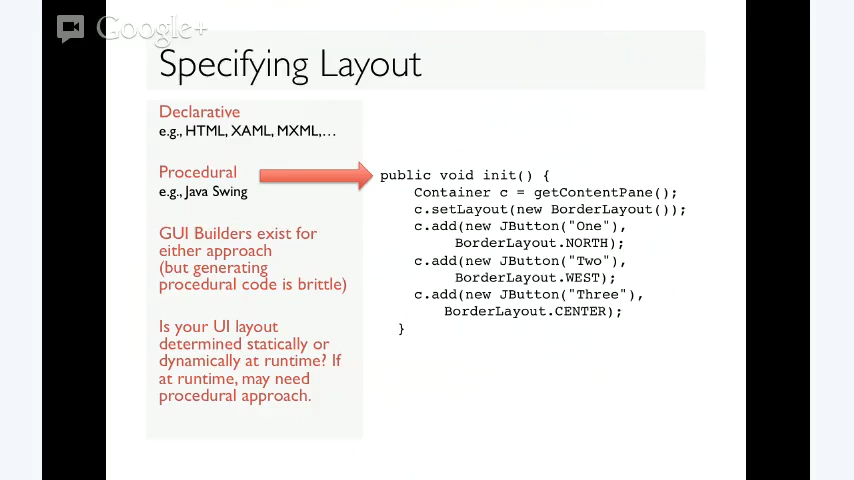 Google+
Specifying Layout
Declarative
e.g., HTML, XAML, MXML,...
Procedural
e.g., Java Swing
GUI Builders exist for
either approach
(but generating
procedural code is brittle)
Is your UI layout
determined statically or
dynamically at runtime? If
at runtime, may need
procedural approach.
public void init() {
Container c = getContentPane();
c.setLayout(new BorderLayout());
c.add(new JButton("One"),
BorderLayout.NORTH);
c.add(new JButton("Two"),
BorderLayout.WEST);
c.add(new JButton("Three"),
BorderLayout.CENTER);
}